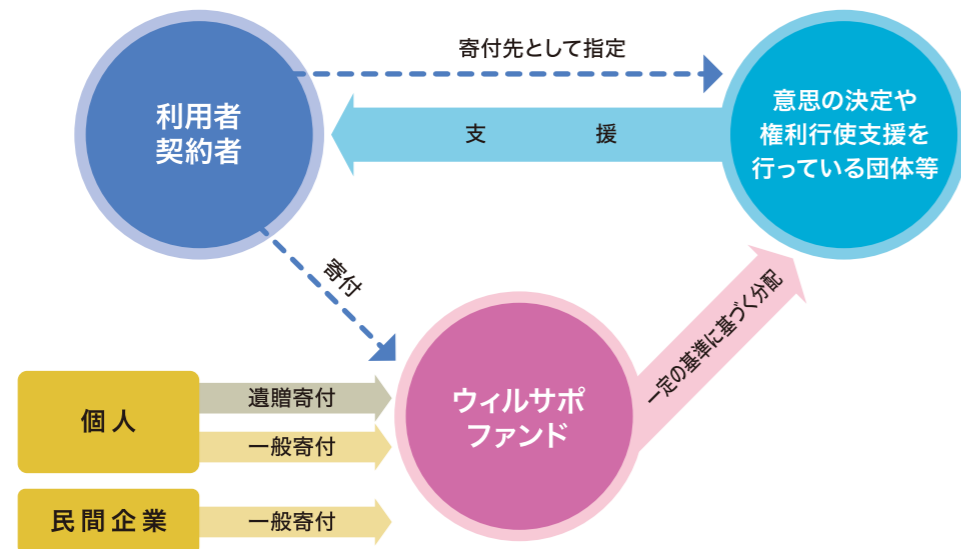 寄付先として指定
利用者
契約者
支援
意思の決定や
権利行使支援を
行っている団体等
寄付
一定の基準に基づく分配
ウィルサポ
ファンド
個人
遺贈寄付
一般寄付
民間企業
一般寄付